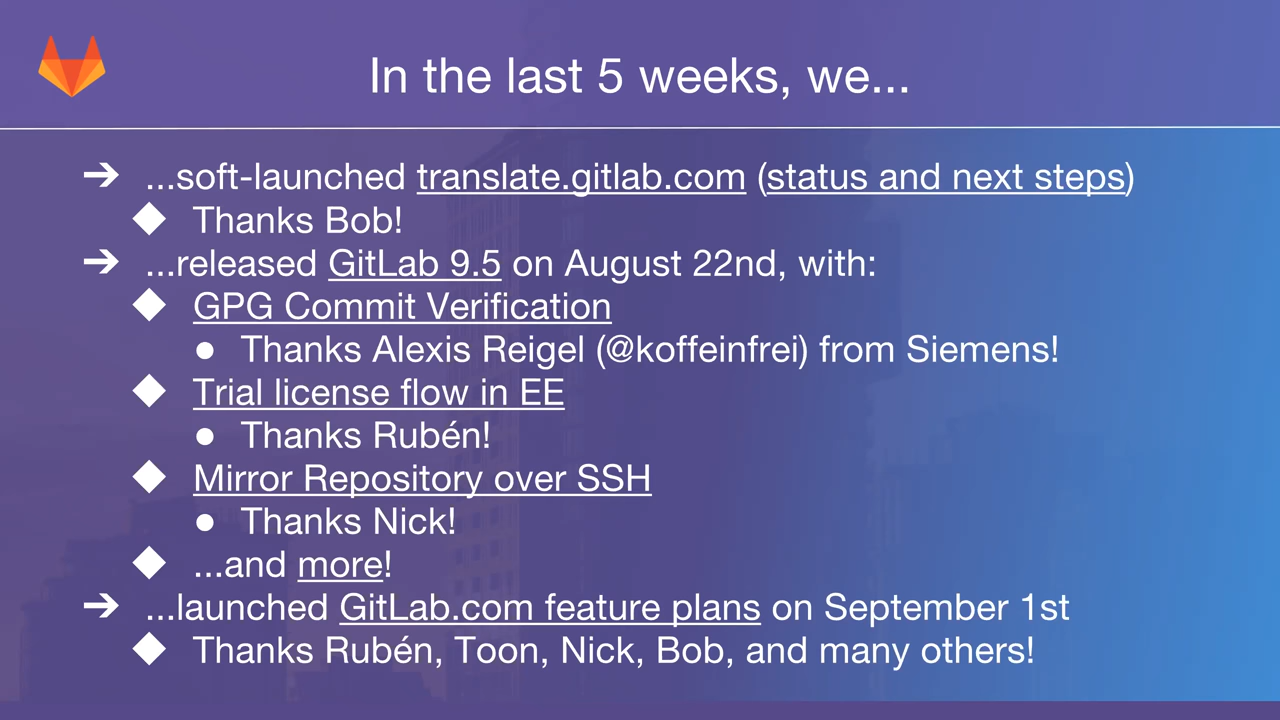 In the last 5 weeks, we...
➔ ...soft-launched translate.gitlab.com (status and next steps)
◆ Thanks Bob!
➔ ...released GitLab 9.5 on August 22nd, with:
◆ GPG Commit Verification
● Thanks Alexis Reigel (@koffeinfrei) from Siemens!
◆ Trial license flow in EE
● Thanks Rubén!
◆ Mirror Repository over SSH
● Thanks Nick!
◆ ...and more!
➔ ...launched GitLab.com feature plans on September 1st
◆ Thanks Rubén, Toon, Nick, Bob, and many others!